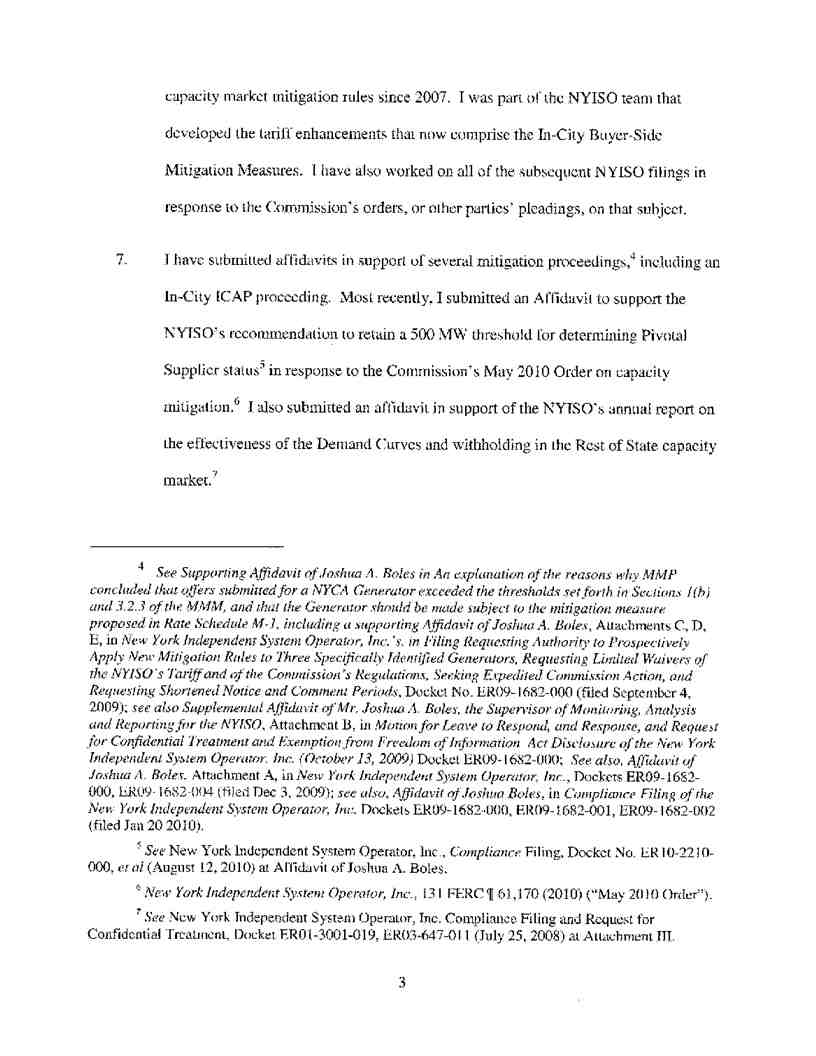 capacity market mitigation rules since 2007. I was part of the NYISO team that
developed the tariff enhancements that now comprise the In-City Buyer-Side
Mitigation Measures. I have also worked on all of the subsequent NYISO filings in
response to the Commission's orders, or other parties' pleadings, on that subject.
7. I have submitted affidavits in support of several mitigation proceedings,⁴ including an
In-City ICAP proceeding. Most recently, I submitted an Affidavit to support the
NYISO's recommendation to retain a 500 MW threshold for determining Pivotal
Supplier status⁵ in response to the Commission's May 2010 Order on capacity
mitigation.⁶ I also submitted an affidavit in support of the NYISO's annual report on
the effectiveness of the Demand Curves and withholding in the Rest of State capacity
market.⁷
⁴ See Supporting Affidavit of Joshua A. Boles in An explanation of the reasons why MMP
concluded that offers submitted for a NYCA Generator exceeded the thresholds set forth in Sections 1(b)
and 3.2.3 of the MMM, and that the Generator should be made subject to the mitigation measure
proposed in Rate Schedule M-1, including a supporting Affidavit of Joshua A. Boles, Attachments C, D,
E, in New York Independent System Operator, Inc.'s, in Filing Requesting Authority to Prospectively
Apply New Mitigation Rules to Three Specifically Identified Generators, Requesting Limited Waivers of
the NYISO's Tariff and of the Commission's Regulations, Seeking Expedited Commission Action, and
Requesting Shortened Notice and Comment Periods, Docket No. ER09-1682-000 (filed September 4,
2009); see also Supplemental Affidavit of Mr. Joshua A. Boles, the Supervisor of Monitoring, Analysis
and Reporting for the NYISO, Attachment B, in Motion for Leave to Respond, and Response, and Request
for Confidential Treatment and Exemption from Freedom of Information Act Disclosure of the New York
Independent System Operator, Inc. (October 13, 2009) Docket ER09-1682-000; See also, Affidavit of
Joshua A. Boles, Attachment A, in New York Independent System Operator, Inc., Dockets ER09-1682-
000, ER09-1682-004 (filed Dec 3, 2009); see also, Affidavit of Joshua Boles, in Compliance Filing of the
New York Independent System Operator, Inc. Dockets ER09-1682-000, ER09-1682-001, ER09-1682-002
(filed Jan 20 2010).
⁵ See New York Independent System Operator, Inc., Compliance Filing, Docket No. ER10-2210-
000, et al (August 12, 2010) at Affidavit of Joshua A. Boles.
⁶ New York Independent System Operator, Inc., 131 FERC ¶ 61,170 (2010) ("May 2010 Order").
⁷ See New York Independent System Operator, Inc. Compliance Filing and Request for
Confidential Treatment, Docket ER01-3001-019, ER03-647-011 (July 25, 2008) at Attachment III.
3